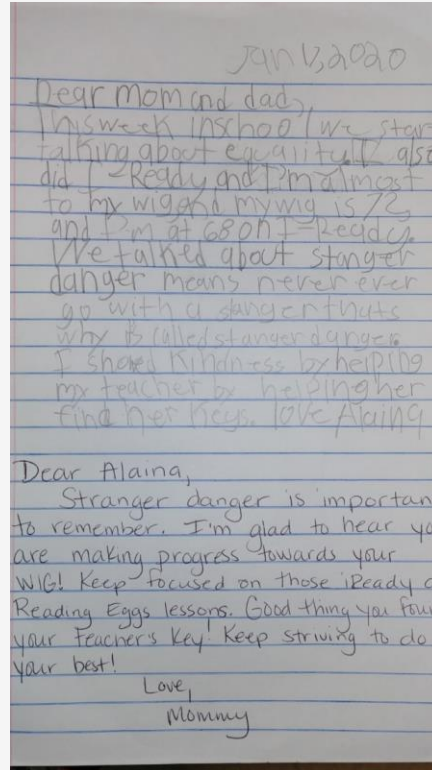 Jan 13, 2020
Dear mom and dad,
This week in school we star
talking about equality. I also
did I-Ready and I'm almost
to my wig and my wig is 72
and I'm at 68 on I-Ready.
We talked about stanger
danger means never ever
go with a stanger thats
why is called stanger danger.
I showed kindness by helping
my teacher by helping her
find her keys. love Alaina
Dear Alaina,
Stranger danger is importan
to remember. I'm glad to hear yo
are making progress towards your
WIG! Keep focused on those iReady a
Reading Eggs lessons. Good thing you four
your teacher's key! Keep striving to do
your best!
Love,
Mommy